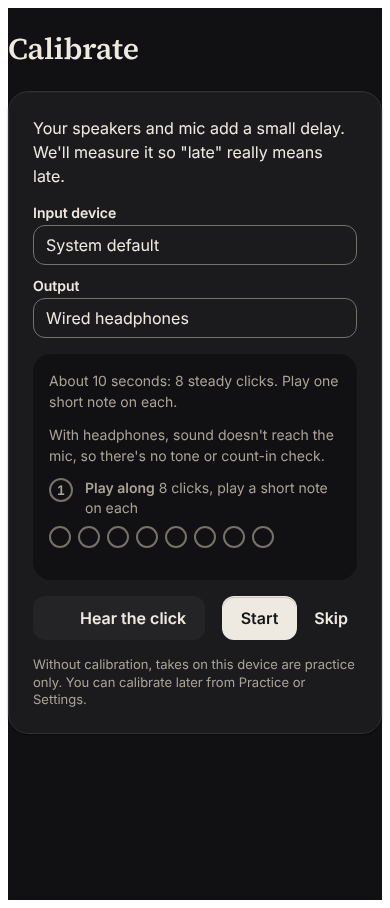 Calibrate
Your speakers and mic add a small delay.
We'll measure it so "late" really means
late.
Input device
System default
Output
Wired headphones
About 10 seconds: 8 steady clicks. Play one
short note on each.
With headphones, sound doesn't reach the
mic, so there's no tone or count-in check.
1 Play along 8 clicks, play a short note
on each
Hear the click Start Skip
Without calibration, takes on this device are practice
only. You can calibrate later from Practice or
Settings.